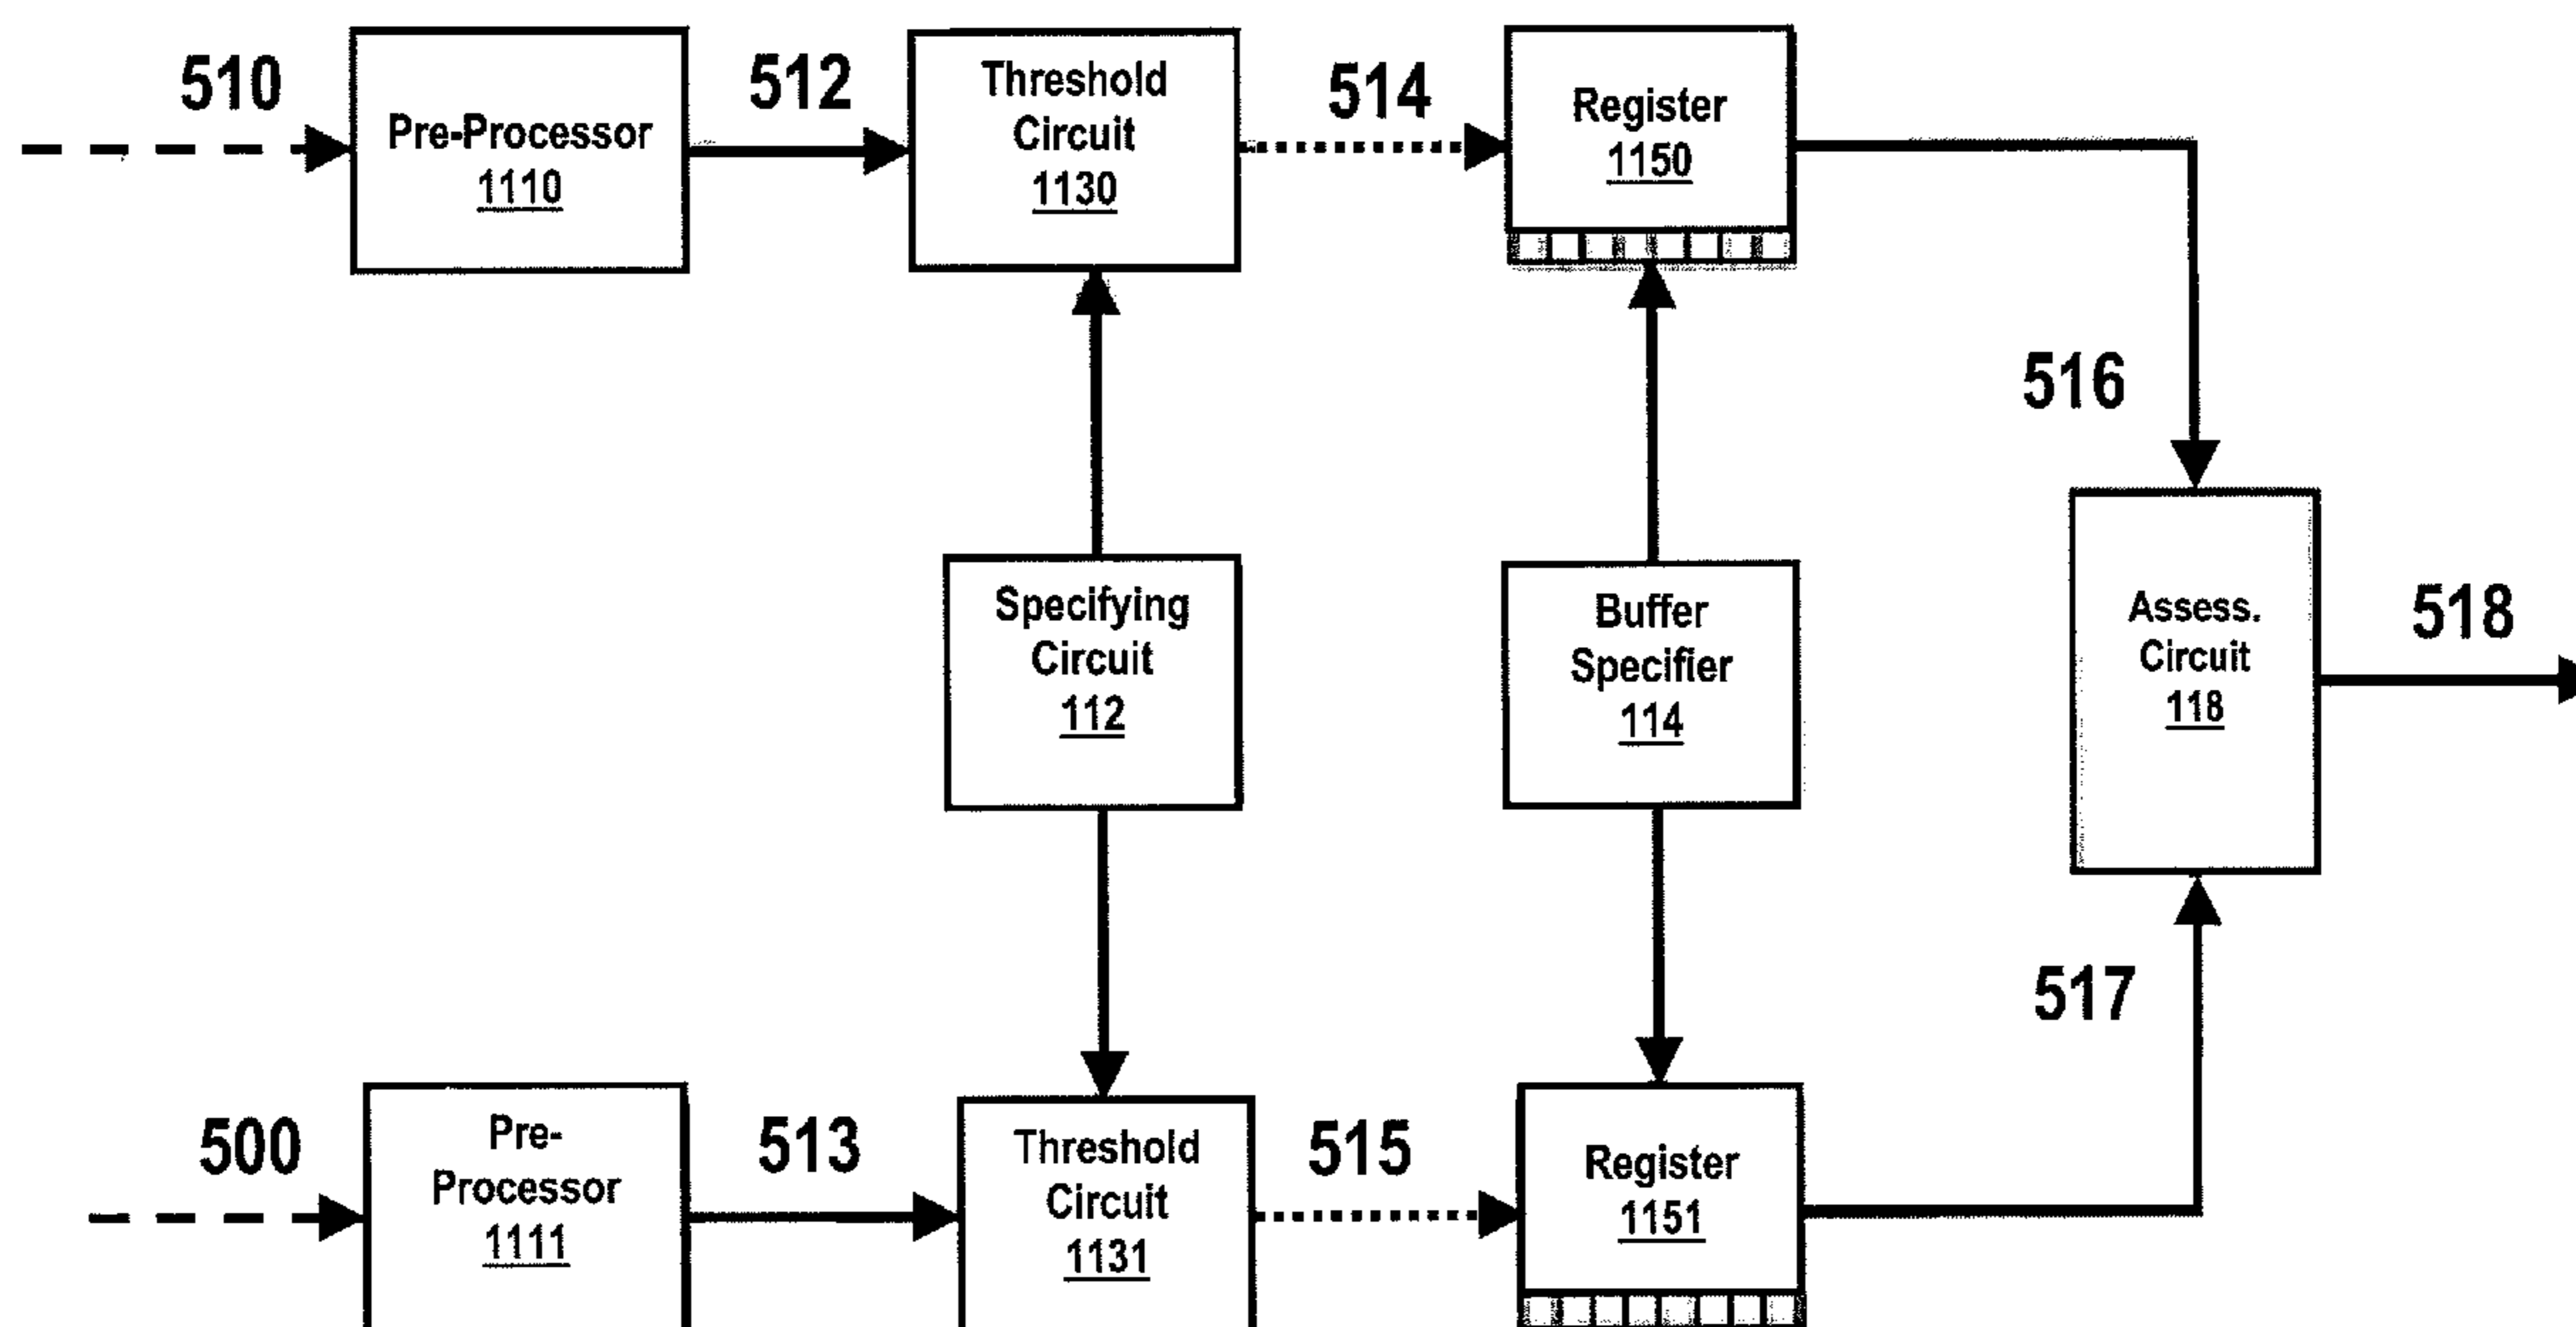 510
Pre-Processor
1110
512
Threshold
Circuit
1130
514
Register
1150
516
Specifying
Circuit
112
Buffer
Specifier
114
Assess.
Circuit
118
518
517
500
Pre-
Processor
1111
513
Threshold
Circuit
1131
515
Register
1151